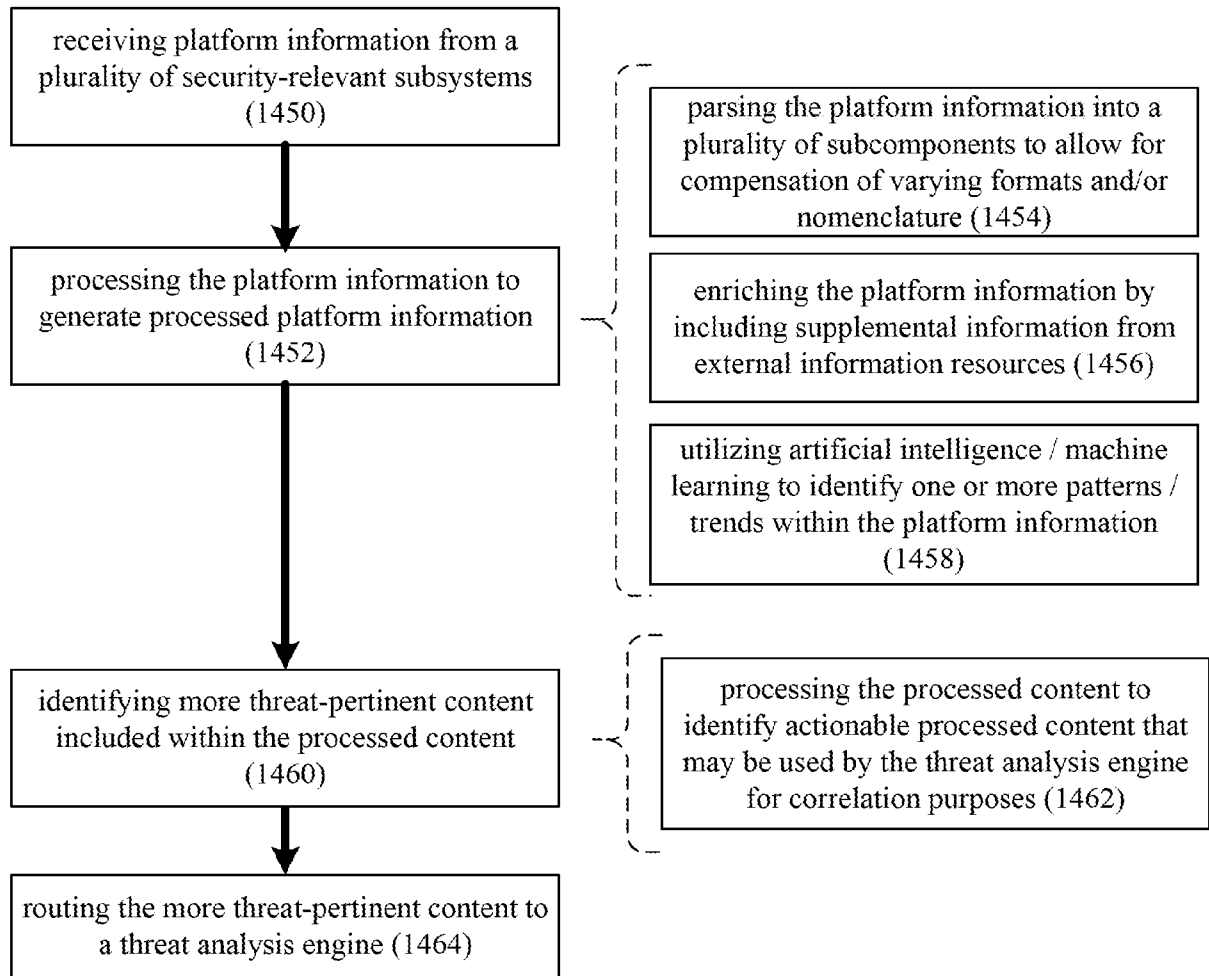 receiving platform information from a
plurality of security-relevant subsystems
(1450)
processing the platform information to
generate processed platform information
(1452)
parsing the platform information into a
plurality of subcomponents to allow for
compensation of varying formats and/or
nomenclature (1454)
enriching the platform information by
including supplemental information from
external information resources (1456)
utilizing artificial intelligence / machine
learning to identify one or more patterns /
trends within the platform information
(1458)
identifying more threat-pertinent content
included within the processed content
(1460)
processing the processed content to
identify actionable processed content that
may be used by the threat analysis engine
for correlation purposes (1462)
routing the more threat-pertinent content to
a threat analysis engine (1464)